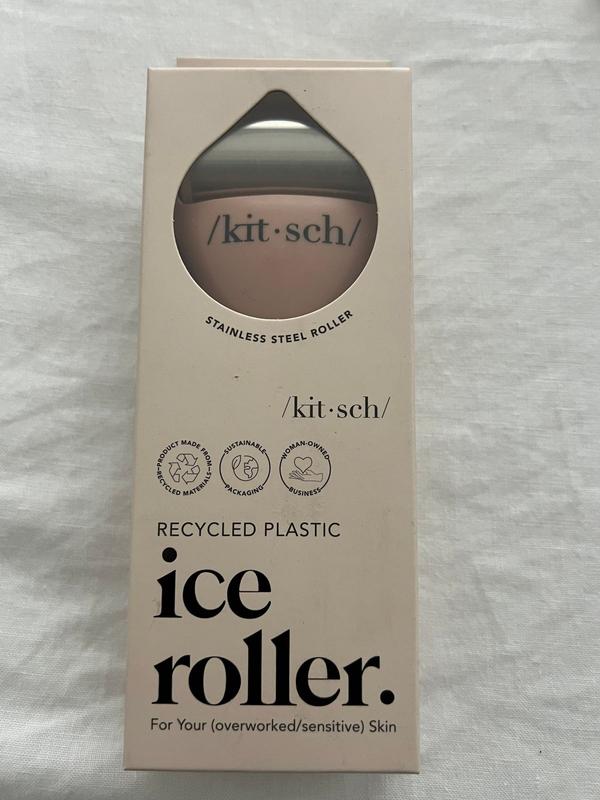 /kit·sch/
STAINLESS STEEL ROLLER
/kit·sch/
PRODUCT MADE FROM
RECYCLED MATERIALS
SUSTAINABLE
PACKAGING
WOMAN-OWNED
BUSINESS
RECYCLED PLASTIC
ice
roller.
For Your (overworked/sensitive) Skin